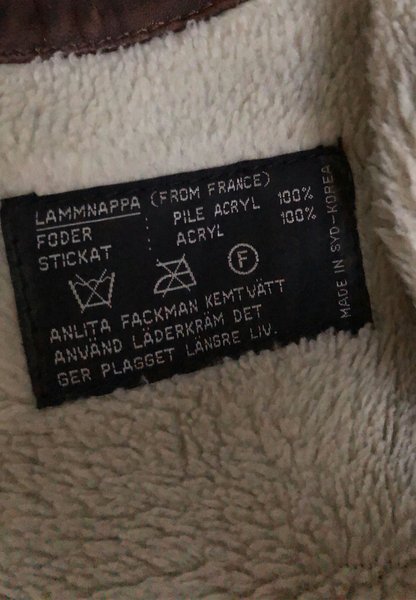 LAMMNAPPA (FROM FRANCE)
FODER : PILE ACRYL 100%
STICKAT : ACRYL 100%
F
ANLITA FACKMAN KEMTVÄTT
ANVÄND LÄDERKRÄM DET
GER PLAGGET LÄNGRE LIV.
MADE IN SYD-KOREA